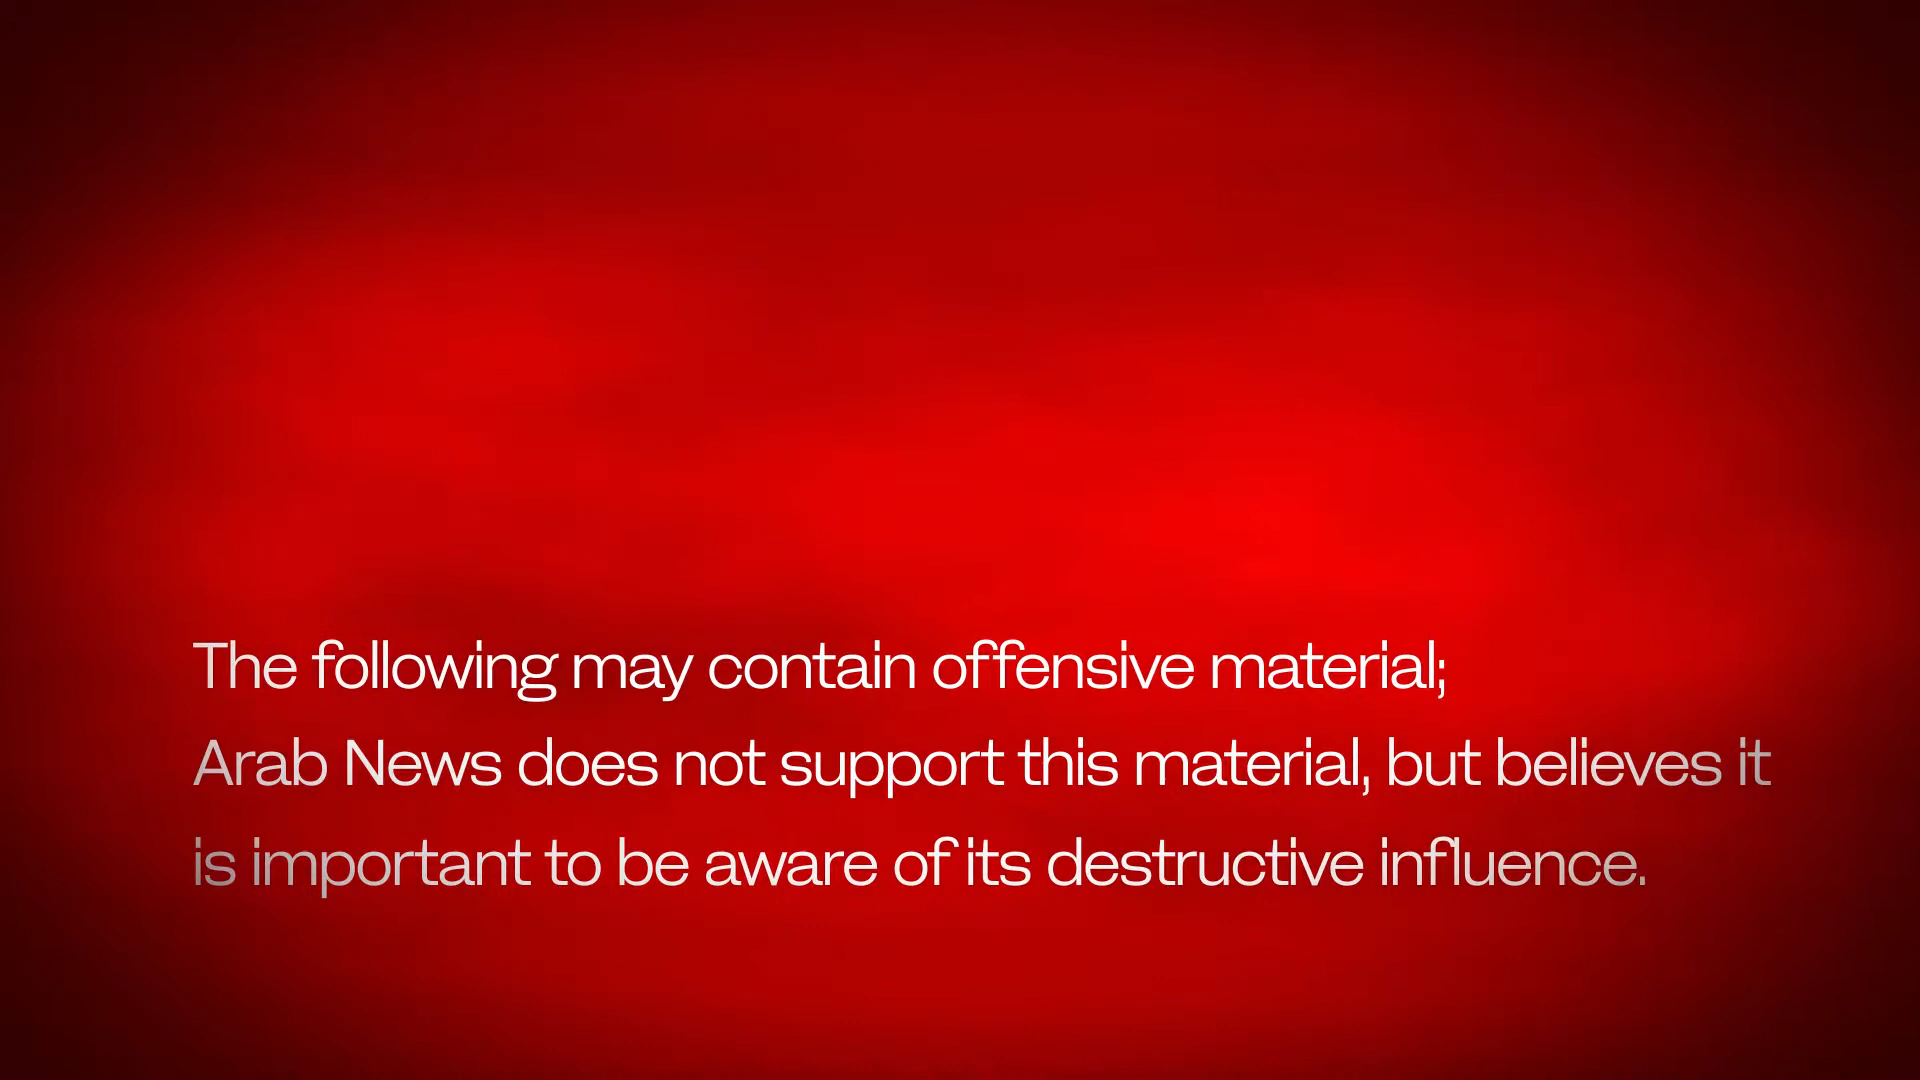 The following may contain offensive material;
Arab News does not support this material, but believes it
is important to be aware of its destructive influence.